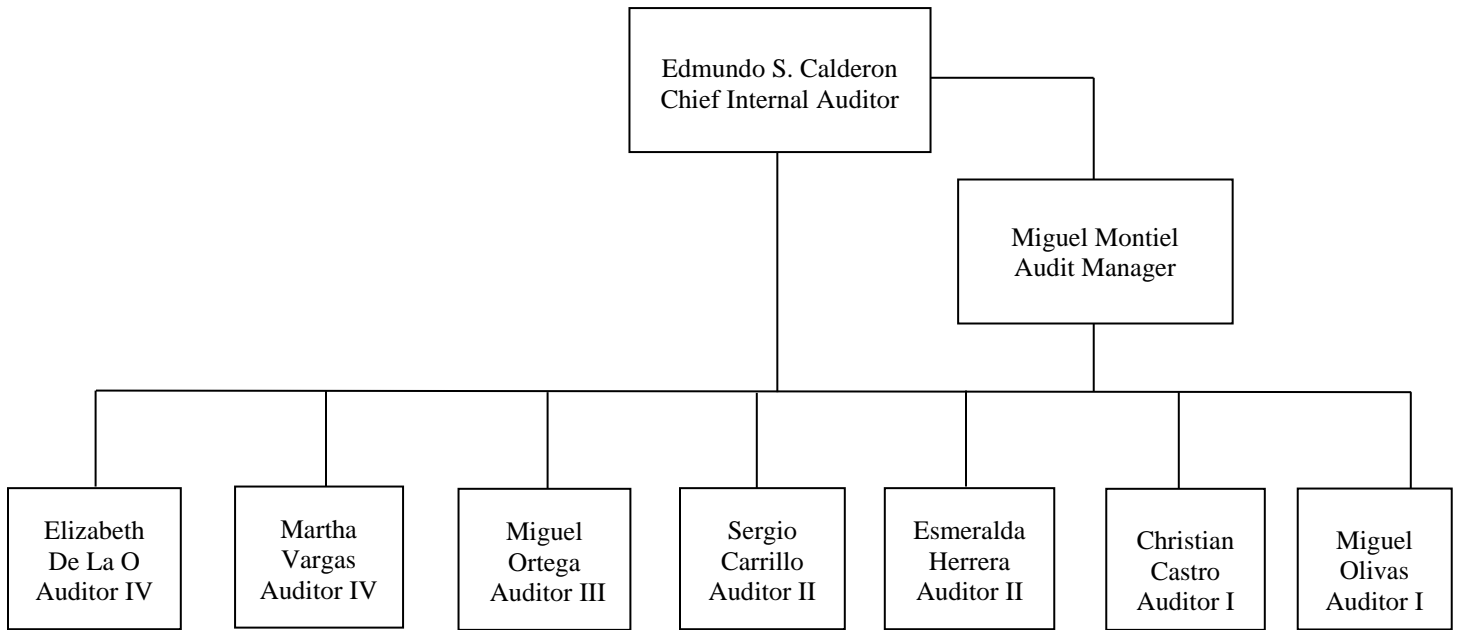 Edmundo S. Calderon
Chief Internal Auditor
Miguel Montiel
Audit Manager
Elizabeth
De La O
Auditor IV
Martha
Vargas
Auditor IV
Miguel
Ortega
Auditor III
Sergio
Carrillo
Auditor II
Esmeralda
Herrera
Auditor II
Christian
Castro
Auditor I
Miguel
Olivas
Auditor I